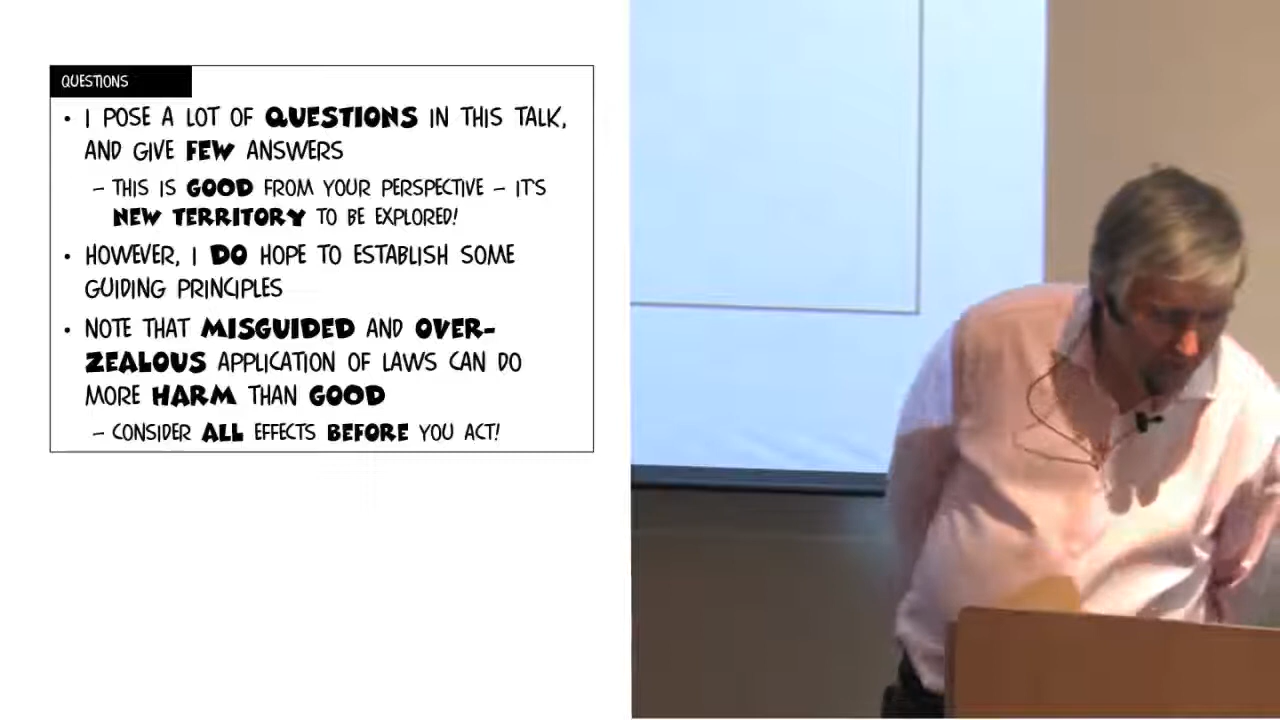 QUESTIONS
• I POSE A LOT OF QUESTIONS IN THIS TALK,
AND GIVE FEW ANSWERS
– THIS IS GOOD FROM YOUR PERSPECTIVE – IT'S
NEW TERRITORY TO BE EXPLORED!
• HOWEVER, I DO HOPE TO ESTABLISH SOME
GUIDING PRINCIPLES
• NOTE THAT MISGUIDED AND OVER-
ZEALOUS APPLICATION OF LAWS CAN DO
MORE HARM THAN GOOD
– CONSIDER ALL EFFECTS BEFORE YOU ACT!